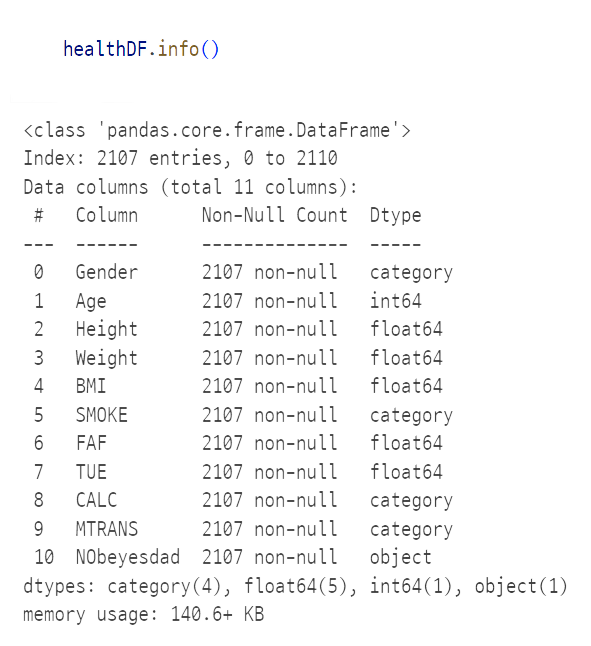 healthDF.info()
<class 'pandas.core.frame.DataFrame'>
Index: 2107 entries, 0 to 2110
Data columns (total 11 columns):
 #   Column      Non-Null Count  Dtype
---  ------      --------------  -----
 0   Gender      2107 non-null   category
 1   Age         2107 non-null   int64
 2   Height      2107 non-null   float64
 3   Weight      2107 non-null   float64
 4   BMI         2107 non-null   float64
 5   SMOKE       2107 non-null   category
 6   FAF         2107 non-null   float64
 7   TUE         2107 non-null   float64
 8   CALC        2107 non-null   category
 9   MTRANS      2107 non-null   category
 10  NObeyesdad  2107 non-null   object
dtypes: category(4), float64(5), int64(1), object(1)
memory usage: 140.6+ KB